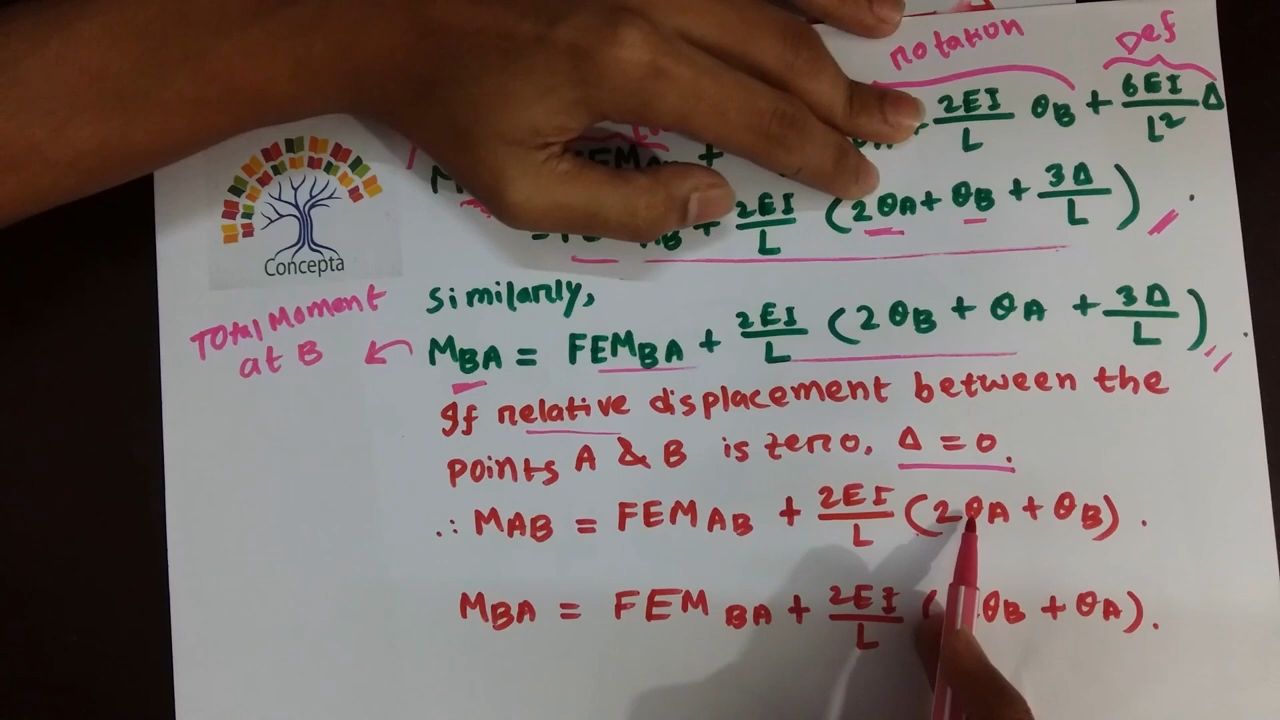 rotation Def
2EI/L θB + 6EI/L² Δ
2EI/L (2θA + θB + 3Δ/L)
Concepta
Similarly,
Total Moment at B
MBA = FEMBA + 2EI/L (2θB + θA + 3Δ/L)
If relative displacement between the
points A & B is zero, Δ = 0.
∴ MAB = FEMAB + 2EI/L (2θA + θB).
MBA = FEMBA + 2EI/L ( θB + θA).